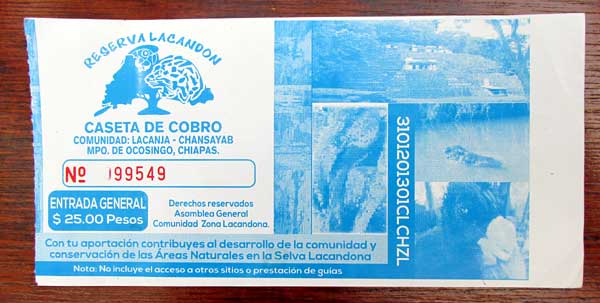 RESERVA LACANDON
CASETA DE COBRO
COMUNIDAD: LACANJA - CHANSAYAB
MPO. DE OCOSINGO, CHIAPAS.
Nº 99549
ENTRADA GENERAL
$ 25.00 Pesos
Derechos reservados
Asamblea General
Comunidad Zona Lacandona.
Con tu aportación contribuyes al desarrollo de la comunidad y
conservación de las Áreas Naturales en la Selva Lacandona
Nota: No incluye el acceso a otros sitios o prestación de guías
3101201301CLCHZL